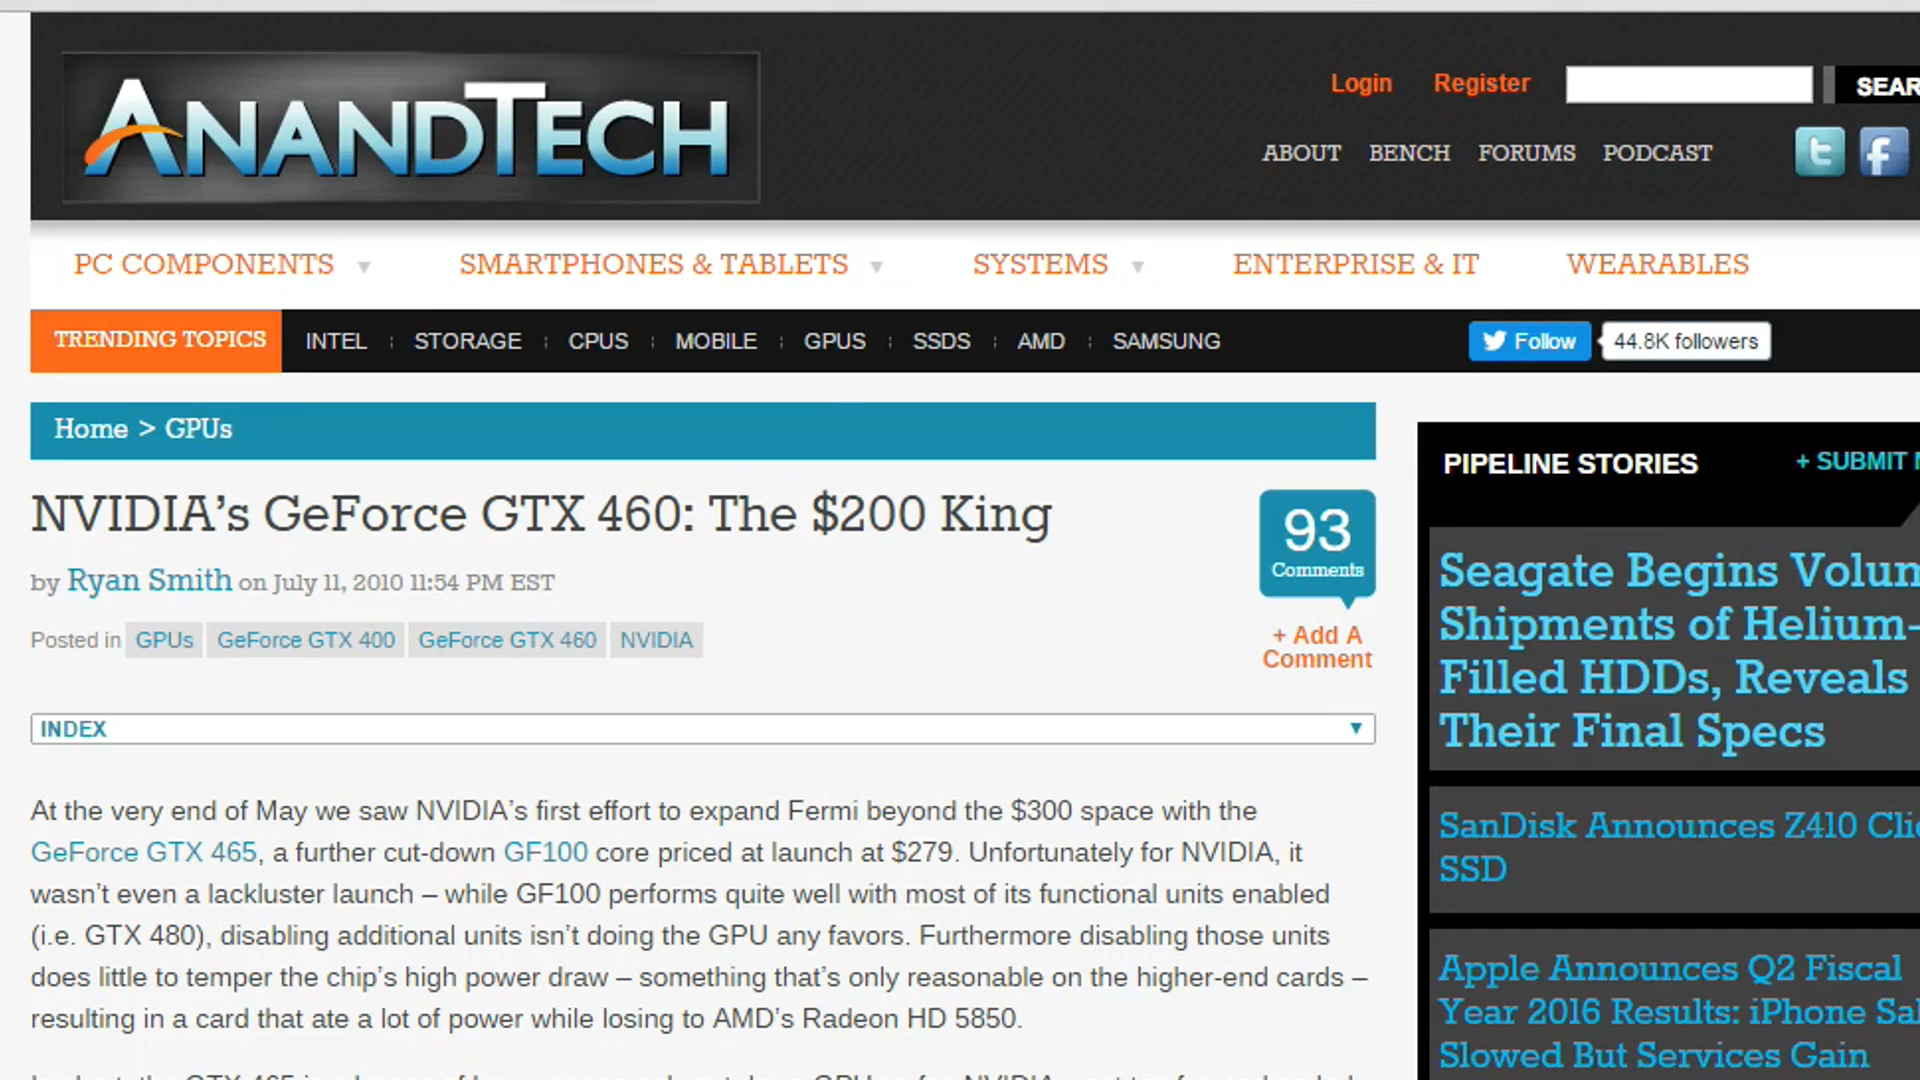 ANANDTECH
Login Register
ABOUT BENCH FORUMS PODCAST
PC COMPONENTS SMARTPHONES & TABLETS SYSTEMS ENTERPRISE & IT WEARABLES
TRENDING TOPICS INTEL STORAGE CPUS MOBILE GPUS SSDS AMD SAMSUNG Follow 44.8K followers
Home > GPUs
NVIDIA’s GeForce GTX 460: The $200 King
by Ryan Smith on July 11, 2010 11:54 PM EST
Posted in GPUs GeForce GTX 400 GeForce GTX 460 NVIDIA
93
Comments
+ Add A
Comment
INDEX
At the very end of May we saw NVIDIA’s first effort to expand Fermi beyond the $300 space with the
GeForce GTX 465, a further cut-down GF100 core priced at launch at $279. Unfortunately for NVIDIA, it
wasn’t even a lackluster launch – while GF100 performs quite well with most of its functional units enabled
(i.e. GTX 480), disabling additional units isn’t doing the GPU any favors. Furthermore disabling those units
does little to temper the chip’s high power draw – something that’s only reasonable on the higher-end cards –
resulting in a card that ate a lot of power while losing to AMD’s Radeon HD 5850.
PIPELINE STORIES + SUBMIT
Seagate Begins
Shipments of Helium-
Filled HDDs, Reveals
Their Final Specs
SanDisk Announces Z410
SSD
Apple Announces Q2 Fiscal
Year 2016 Results: iPhone
Slowed But Services Gain